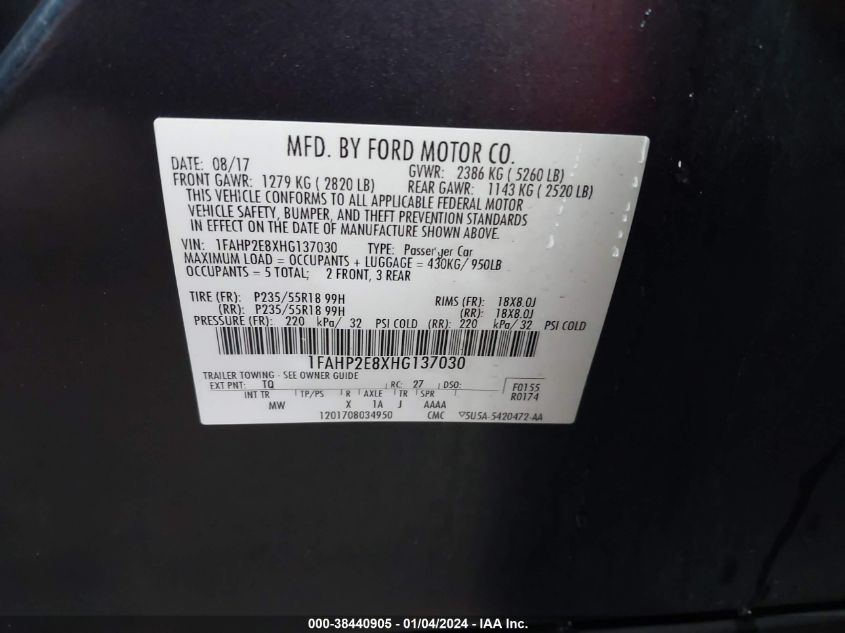 MFD. BY FORD MOTOR CO.
DATE: 08/17 GVWR: 2386 KG ( 5260 LB)
FRONT GAWR: 1279 KG ( 2820 LB) REAR GAWR: 1143 KG ( 2520 LB)
THIS VEHICLE CONFORMS TO ALL APPLICABLE FEDERAL MOTOR
VEHICLE SAFETY, BUMPER, AND THEFT PREVENTION STANDARDS
IN EFFECT ON THE DATE OF MANUFACTURE SHOWN ABOVE.
VIN: 1FAHP2E8XHG137030 TYPE: Passenger Car
MAXIMUM LOAD = OCCUPANTS + LUGGAGE = 430KG/ 950LB
OCCUPANTS = 5 TOTAL; 2 FRONT, 3 REAR
TIRE (FR): P235/55R18 99H RIMS (FR): 18X8.0J
(RR): P235/55R18 99H (RR): 18X8.0J
PRESSURE (FR): 220 kPa/ 32 PSI COLD (RR): 220 kPa/ 32 PSI COLD
1FAHP2E8XHG137030
TRAILER TOWING - SEE OWNER GUIDE
EXT PNT: TQ RC: 27 DSO: F0155
INT TR TP/PS R AXLE TR SPR R0174
MW X 1A J AAAA
1201708034950 CMC ▽5U5A-5420472-AA
000-38440905 - 01/04/2024 - IAA Inc.